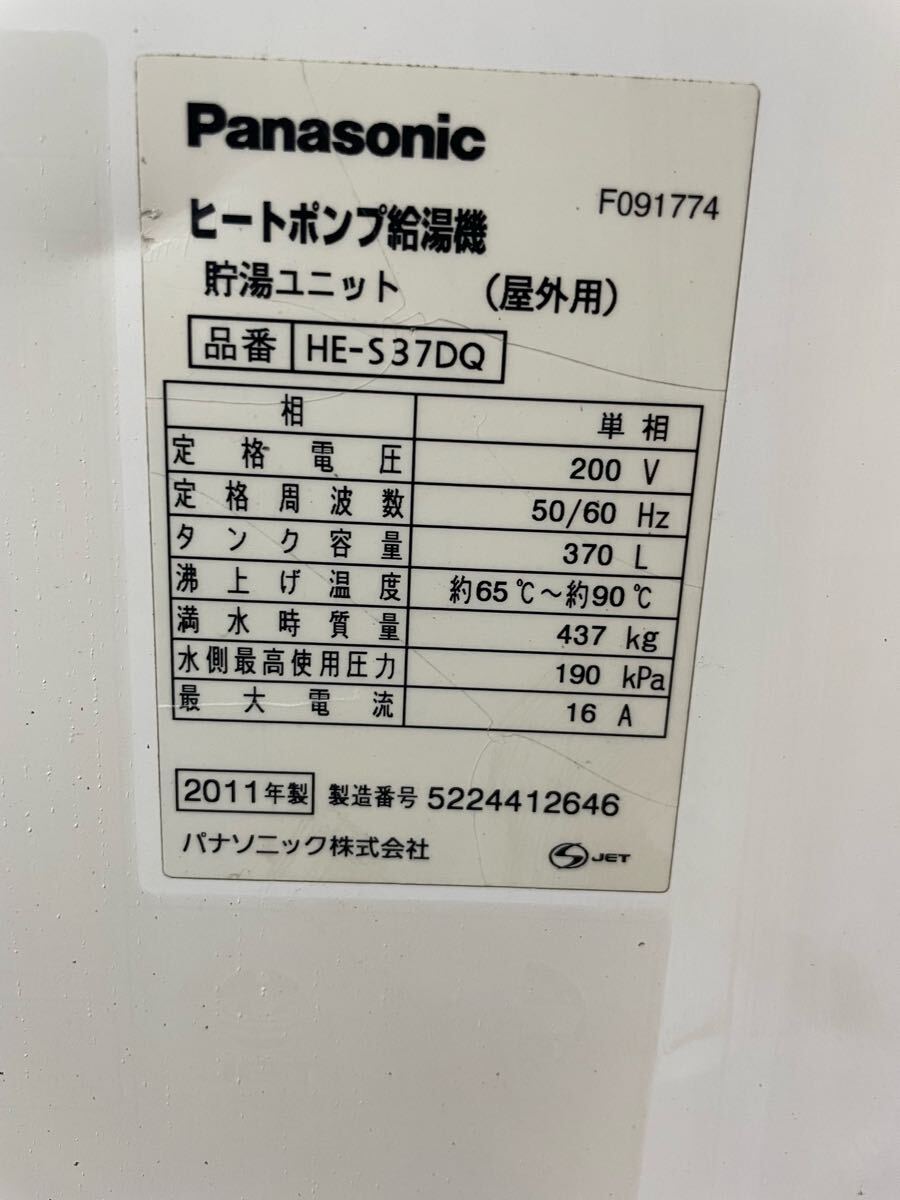 Panasonic
F091774
ヒートポンプ給湯機
貯湯ユニット (屋外用)
品番 HE-S37DQ
相 単相
定格電圧 200 V
定格周波数 50/60 Hz
タンク容量 370 L
沸上げ温度 約65℃～約90℃
満水時質量 437 kg
水側最高使用圧力 190 kPa
最大電流 16 A
2011年製 製造番号 5224412646
パナソニック株式会社 JET